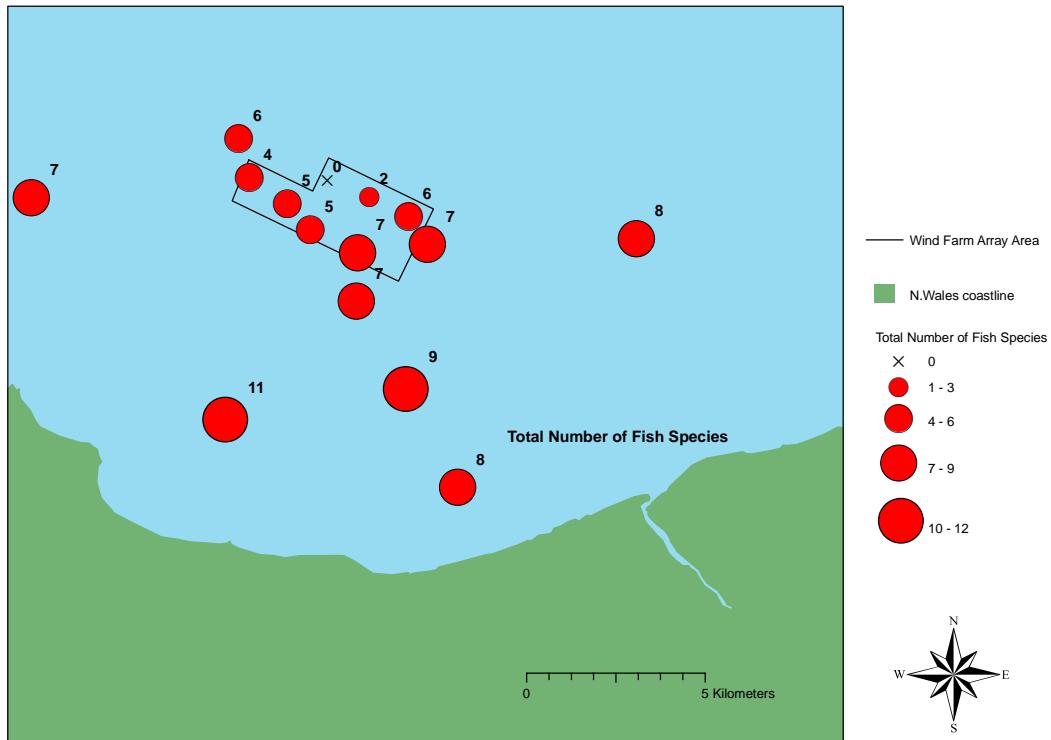 6
4
7
0
5
2
5
6
7
7
8
7
9
11
Total Number of Fish Species
8
0
5 Kilometers
Wind Farm Array Area
N.Wales coastline
Total Number of Fish Species
0
1 - 3
4 - 6
7 - 9
10 - 12
N
W
E
S